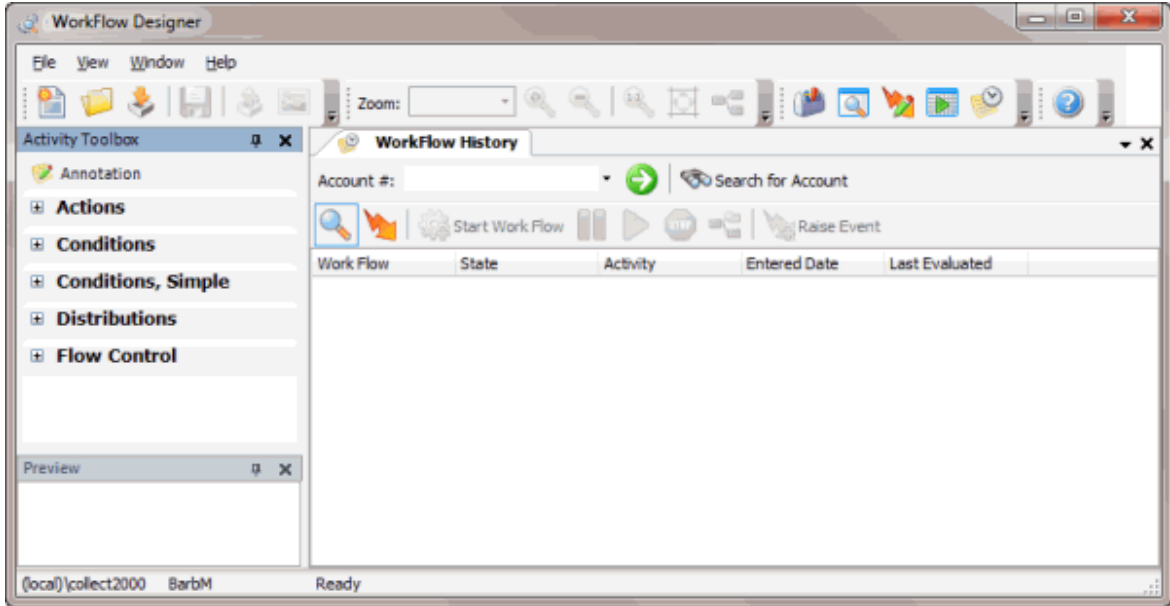 WorkFlow Designer
File View Window Help
Zoom:
Activity Toolbox
WorkFlow History
Annotation
Account #:
Search for Account
Actions
Start Work Flow
Raise Event
Conditions
Work Flow State Activity Entered Date Last Evaluated
Conditions, Simple
Distributions
Flow Control
Preview
(local)\collect2000 BarbM Ready